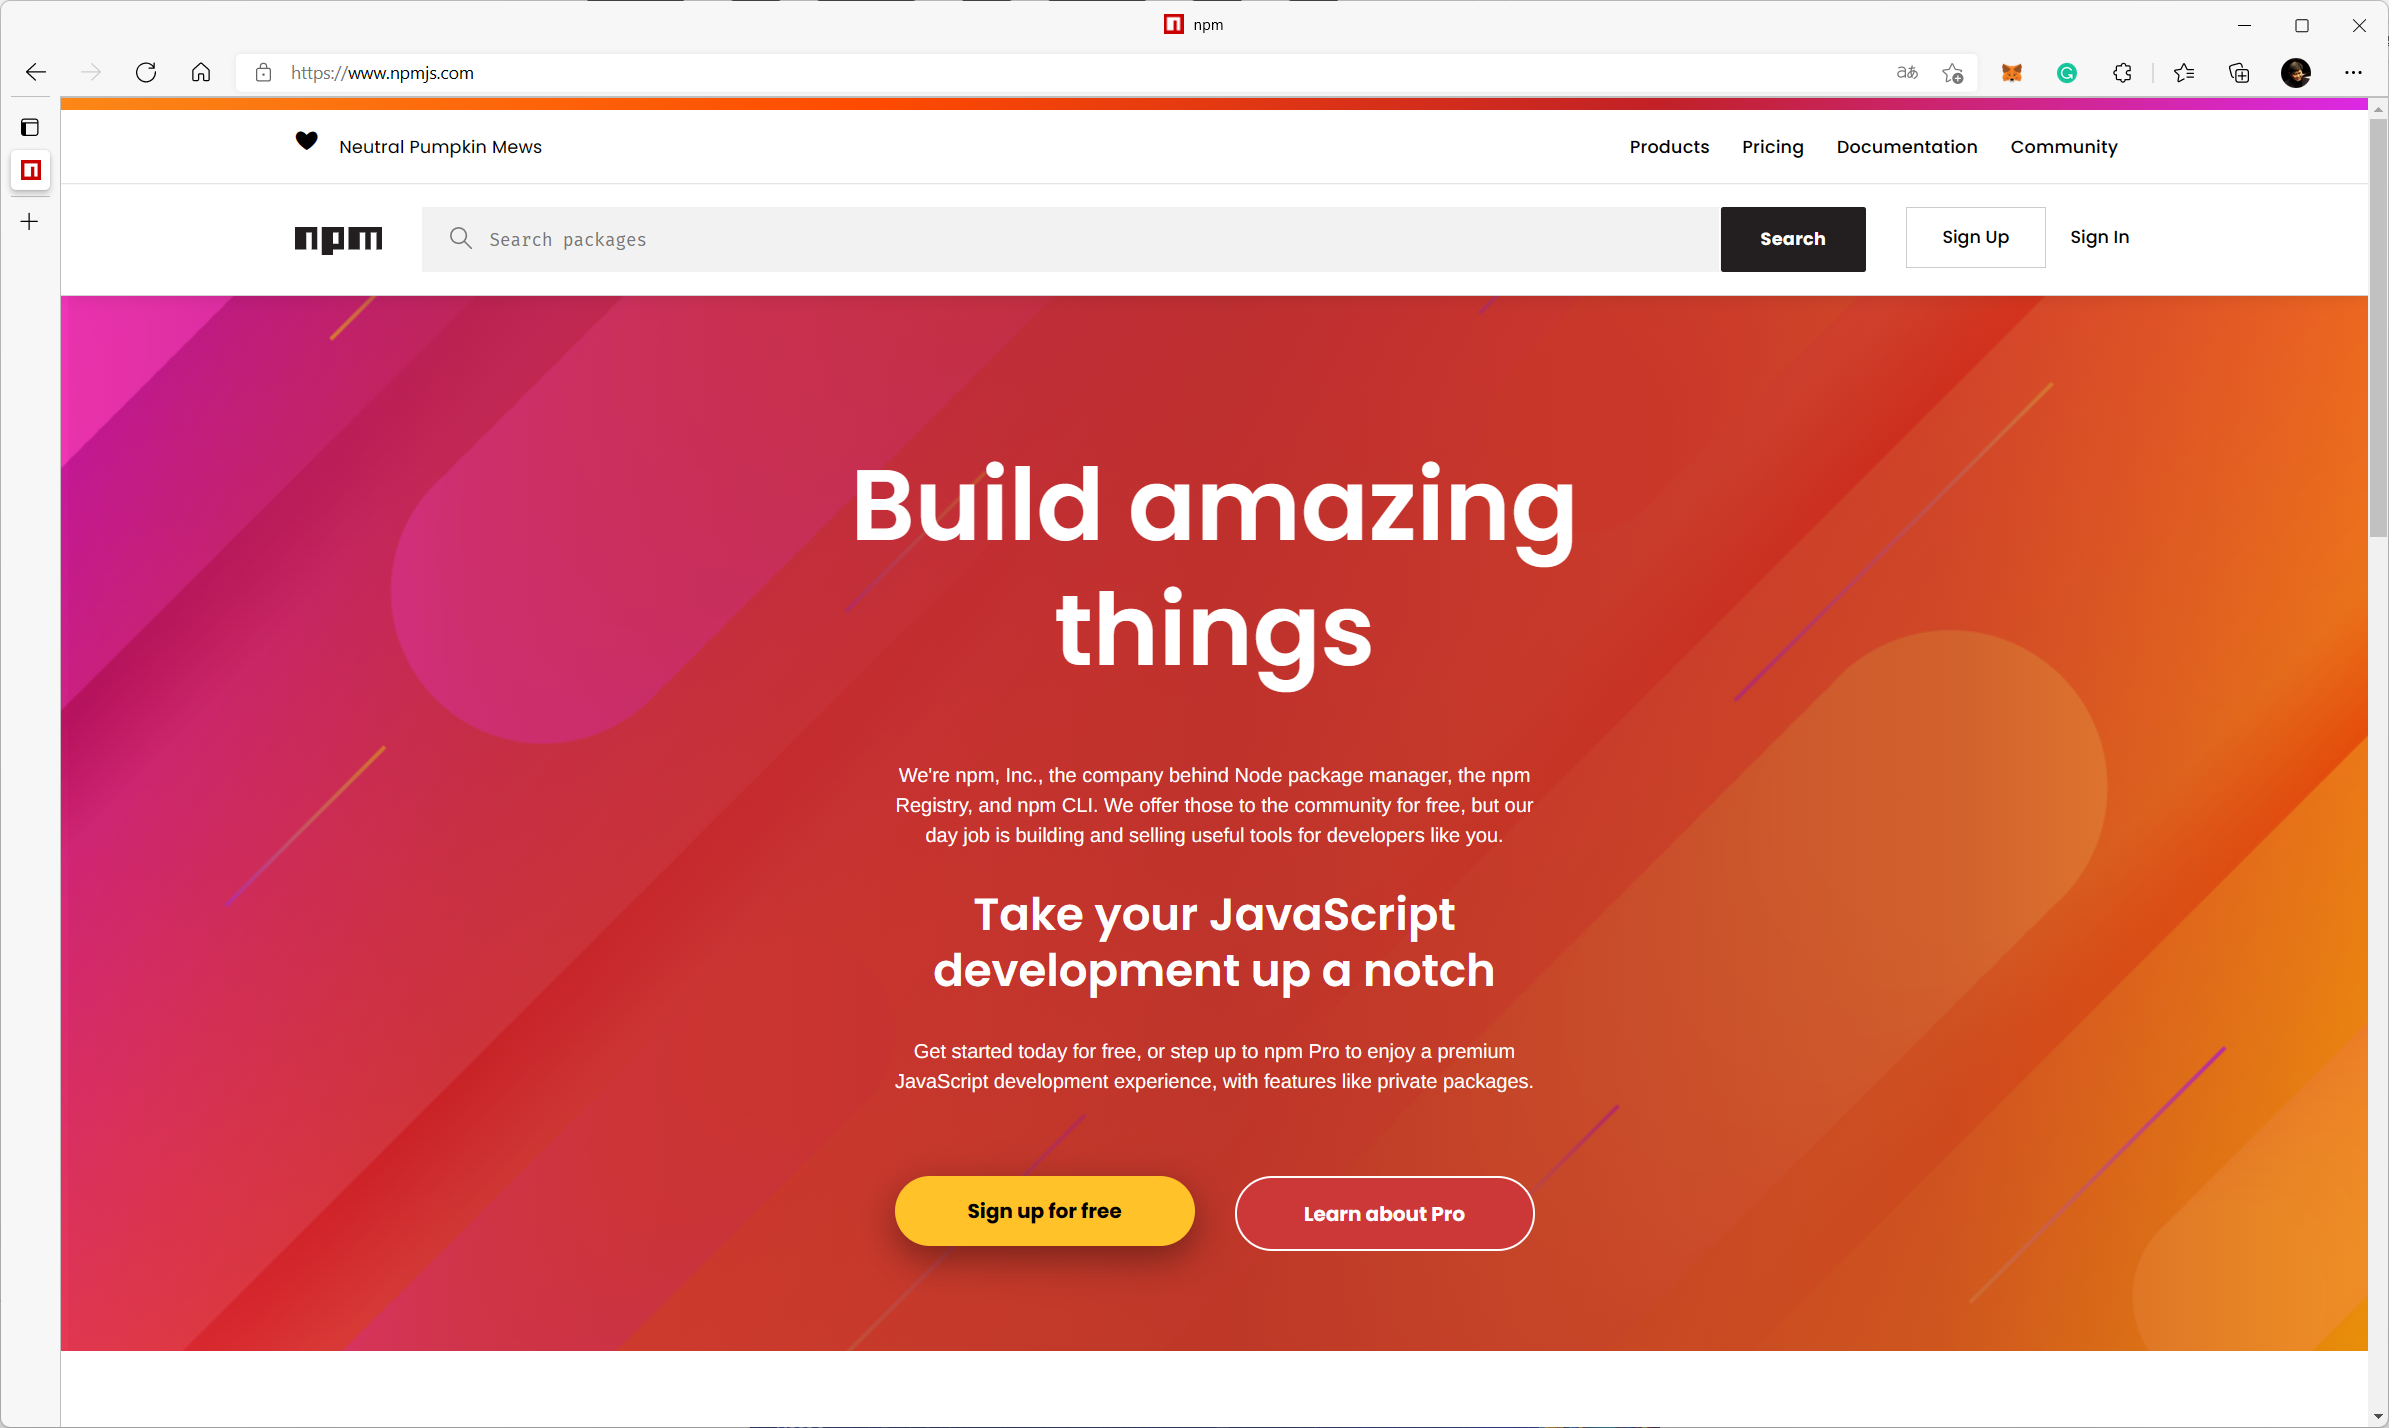 npm
https://www.npmjs.com
aあ
Neutral Pumpkin Mews
Products
Pricing
Documentation
Community
npm
Search packages
Search
Sign Up
Sign In
Build amazing
things
We're npm, Inc., the company behind Node package manager, the npm
Registry, and npm CLI. We offer those to the community for free, but our
day job is building and selling useful tools for developers like you.
Take your JavaScript
development up a notch
Get started today for free, or step up to npm Pro to enjoy a premium
JavaScript development experience, with features like private packages.
Sign up for free
Learn about Pro